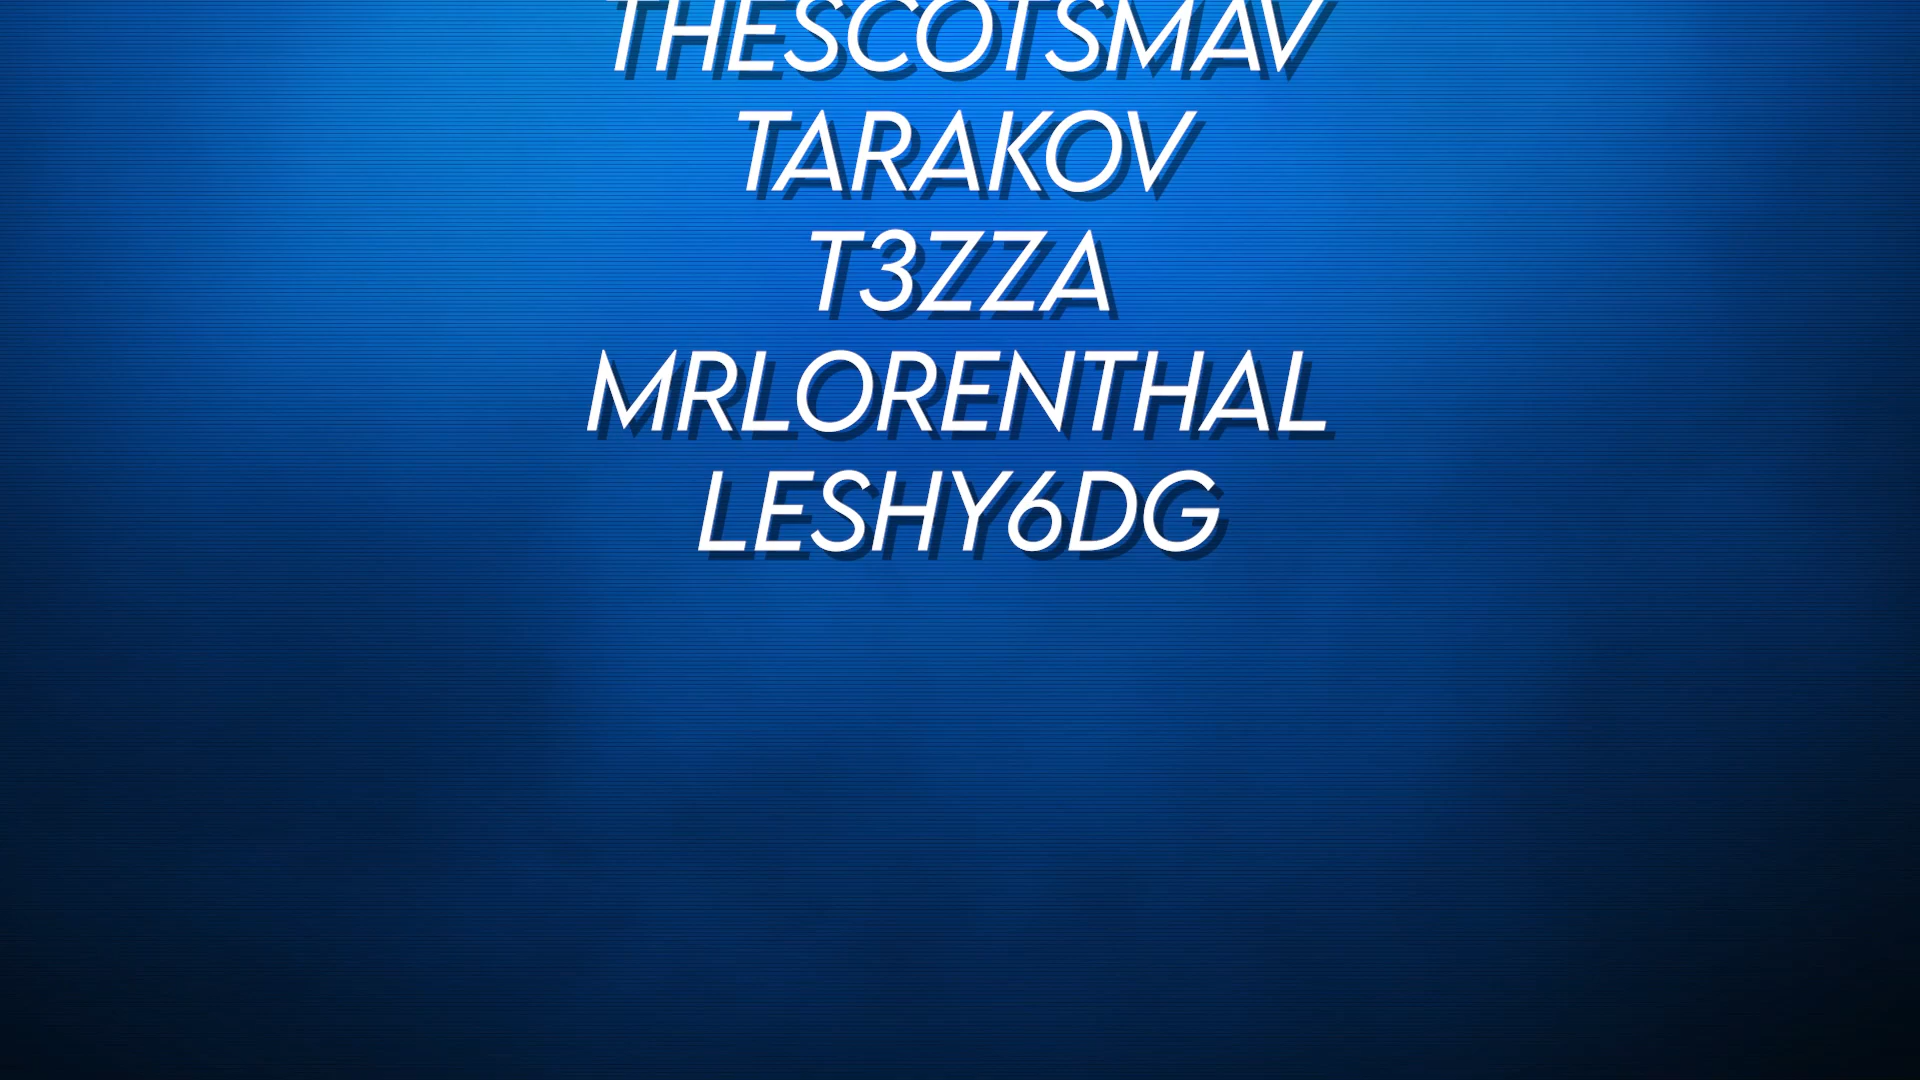 THESCOTSMAV
TARAKOV
T3ZZA
MRLORENTHAL
LESHY6DG